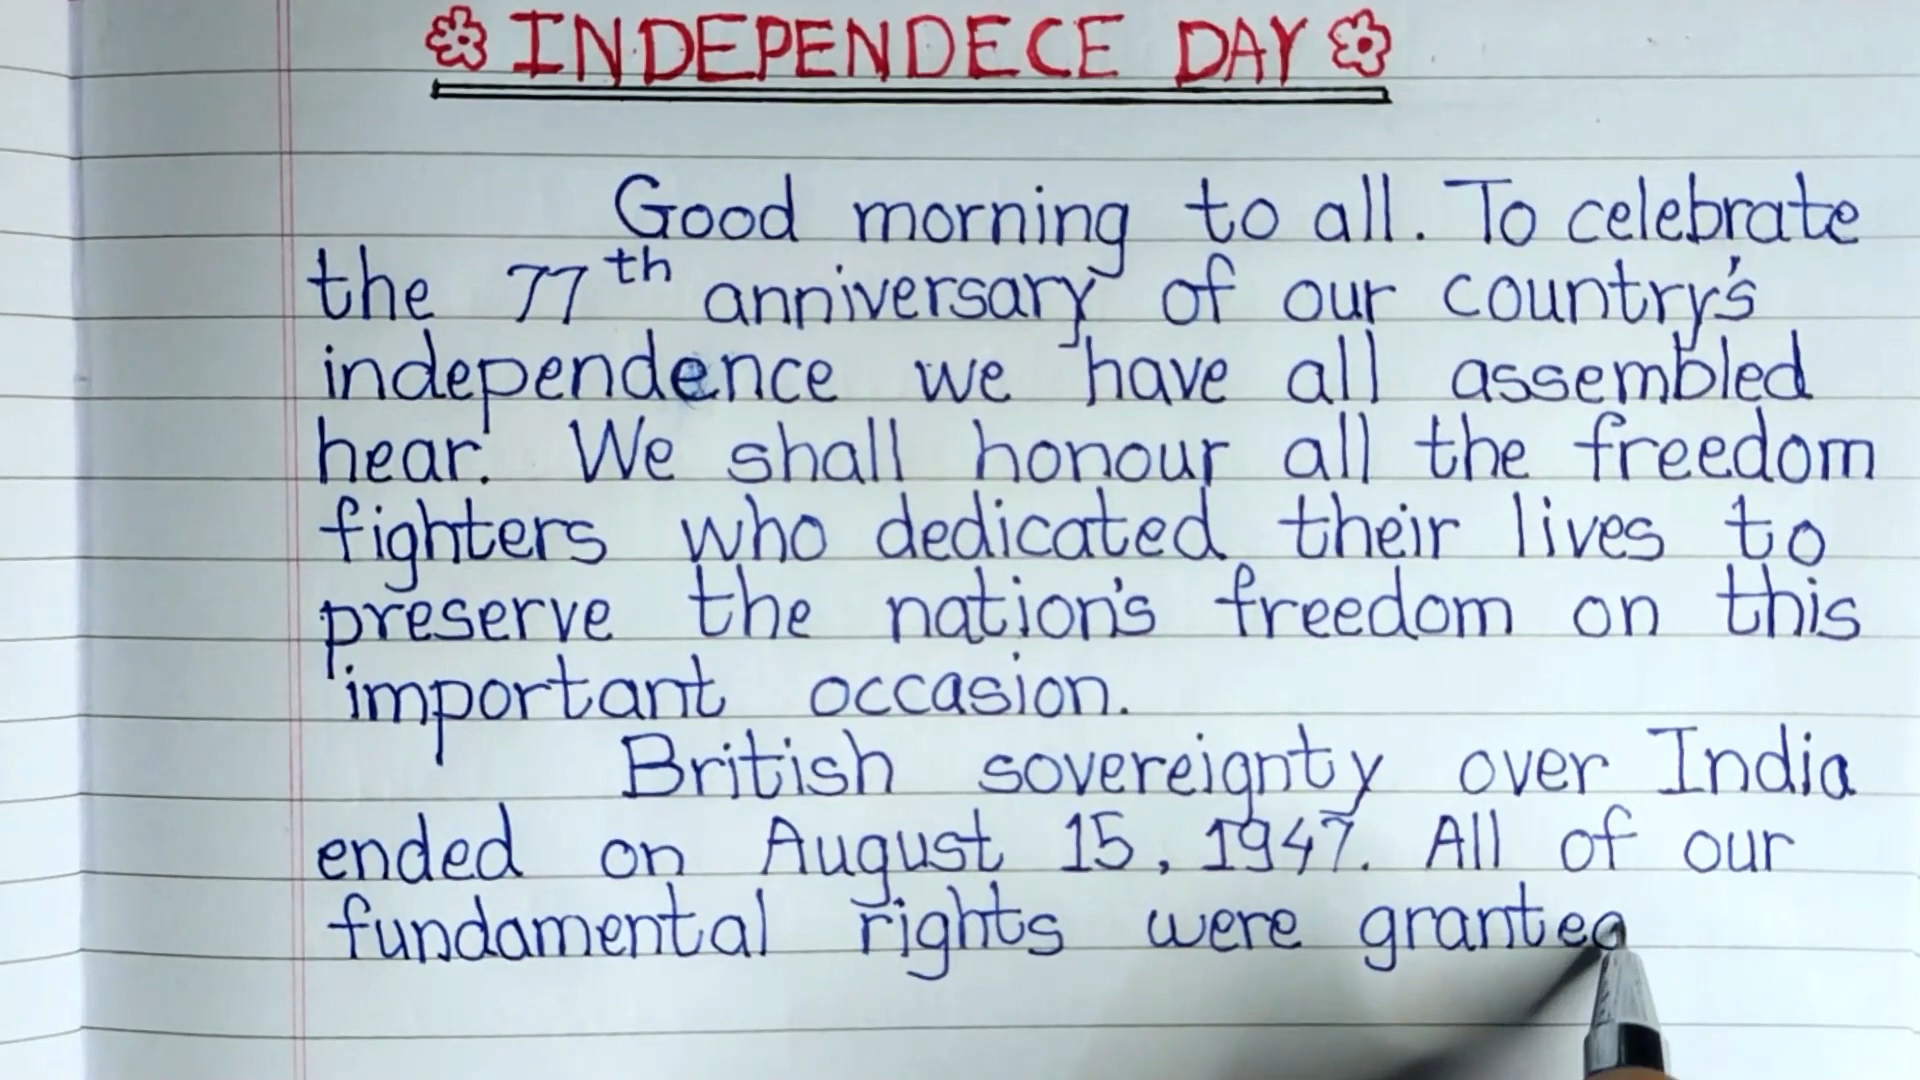 INDEPENDECE DAY
Good morning to all. To celebrate
the 77th anniversary of our country's
independence we have all assembled
hear. We shall honour all the freedom
fighters who dedicated their lives to
preserve the nation's freedom on this
important occasion.
British sovereignty over India
ended on August 15, 1947. All of our
fundamental rights were granted